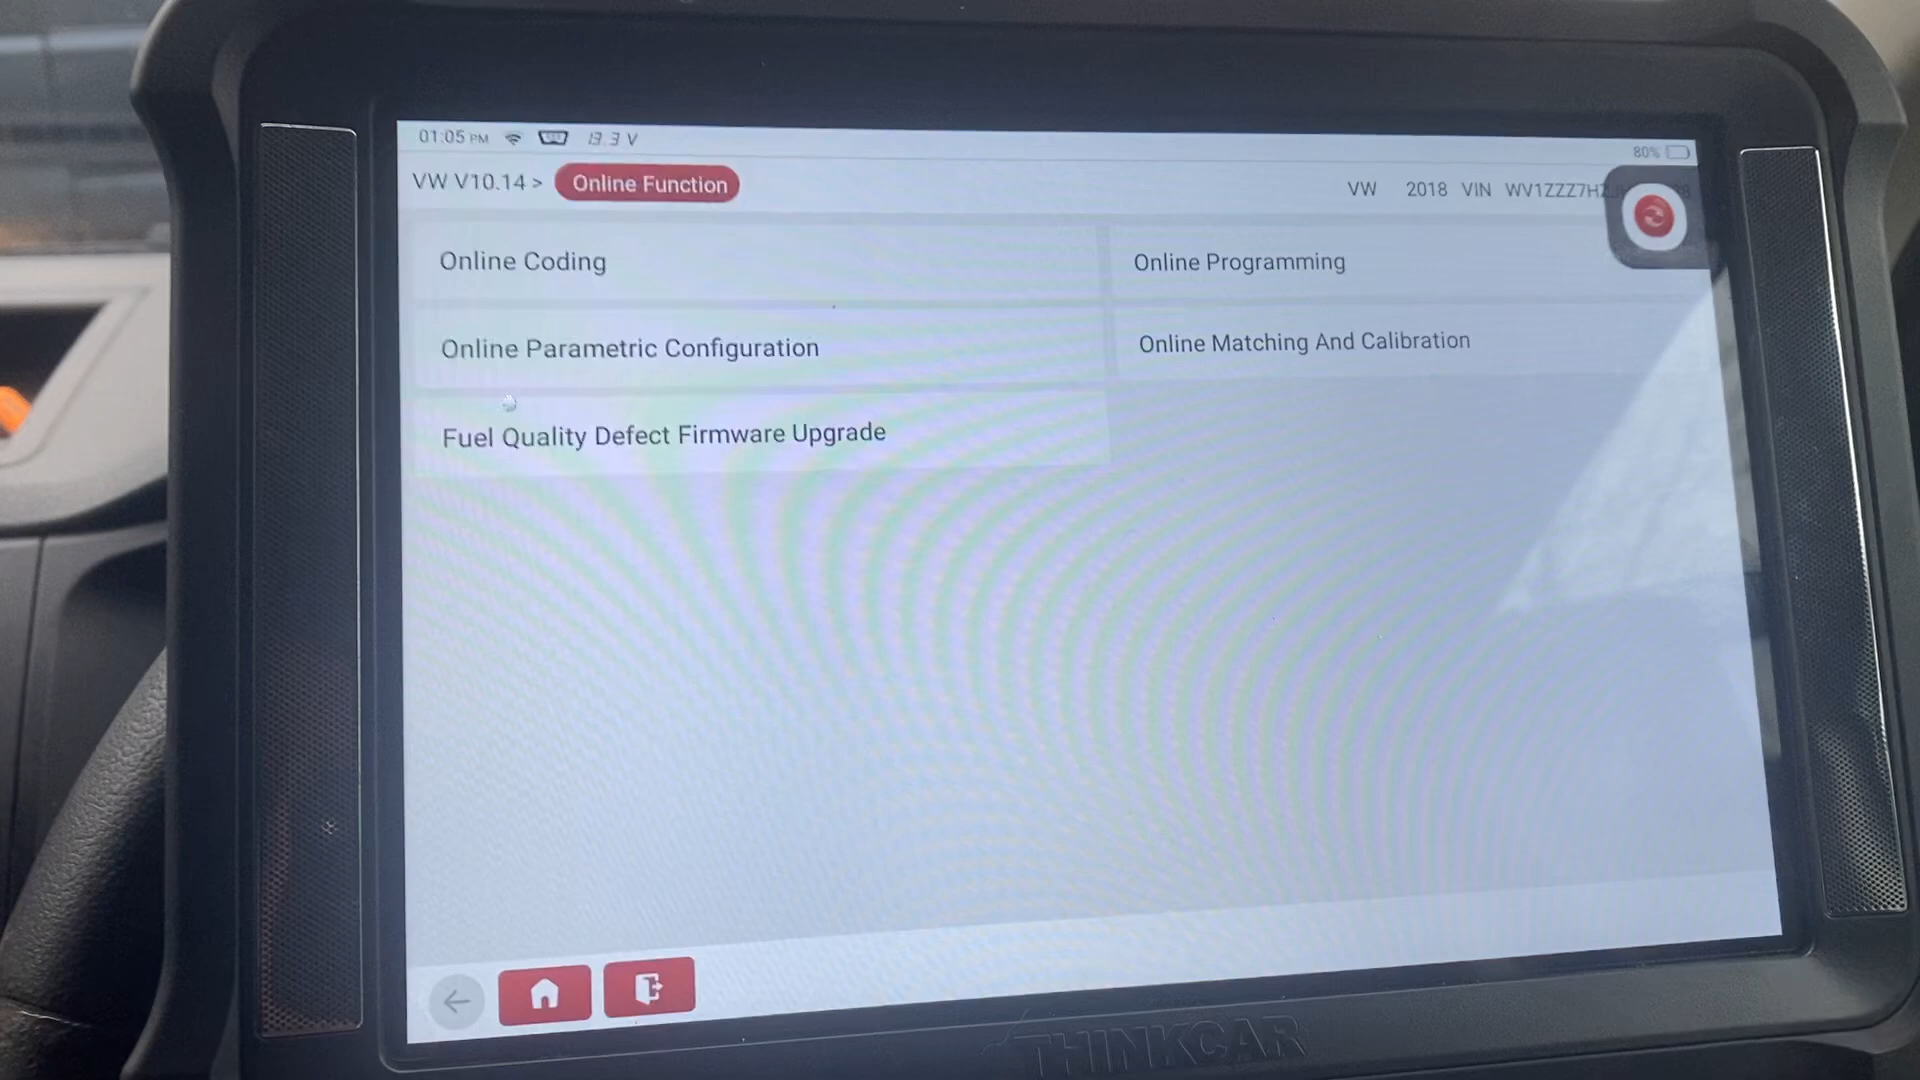 01:05 PM 13.3 V 80%
VW V10.14 > Online Function VW 2018 VIN
Online Coding Online Programming
Online Parametric Configuration Online Matching And Calibration
Fuel Quality Defect Firmware Upgrade
THINKCAR